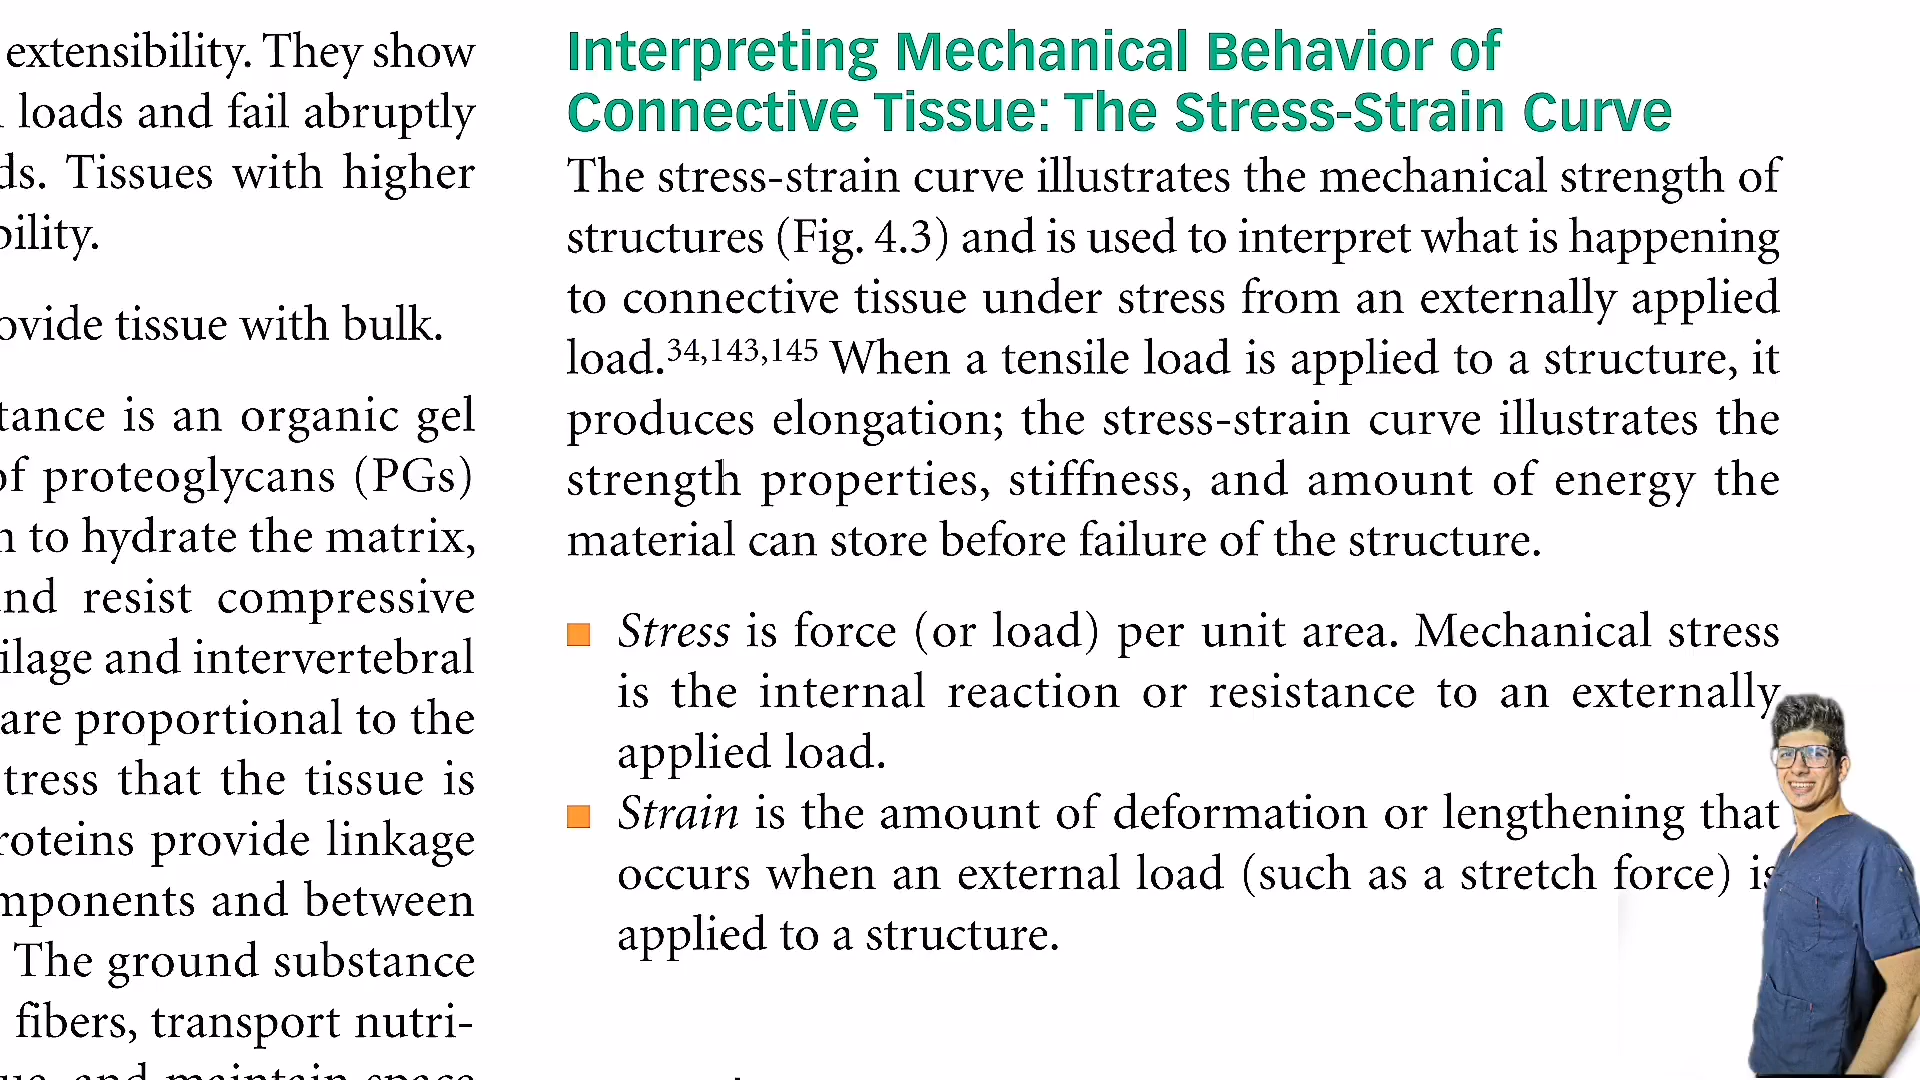 extensibility. They show
loads and fail abruptly
Tissues with higher
tissue with bulk.
tance is an organic gel
of proteoglycans (PGs)
to hydrate the matrix,
resist compressive
and intervertebral
are proportional to the
that the tissue is
provide linkage
and between
The ground substance
fibers, transport nutri-
and maintain space
Interpreting Mechanical Behavior of
Connective Tissue: The Stress-Strain Curve
The stress-strain curve illustrates the mechanical strength of
structures (Fig. 4.3) and is used to interpret what is happening
to connective tissue under stress from an externally applied
load.34,143,145 When a tensile load is applied to a structure, it
produces elongation; the stress-strain curve illustrates the
strength properties, stiffness, and amount of energy the
material can store before failure of the structure.
■ Stress is force (or load) per unit area. Mechanical stress
is the internal reaction or resistance to an externally
applied load.
■ Strain is the amount of deformation or lengthening that
occurs when an external load (such as a stretch force) is
applied to a structure.